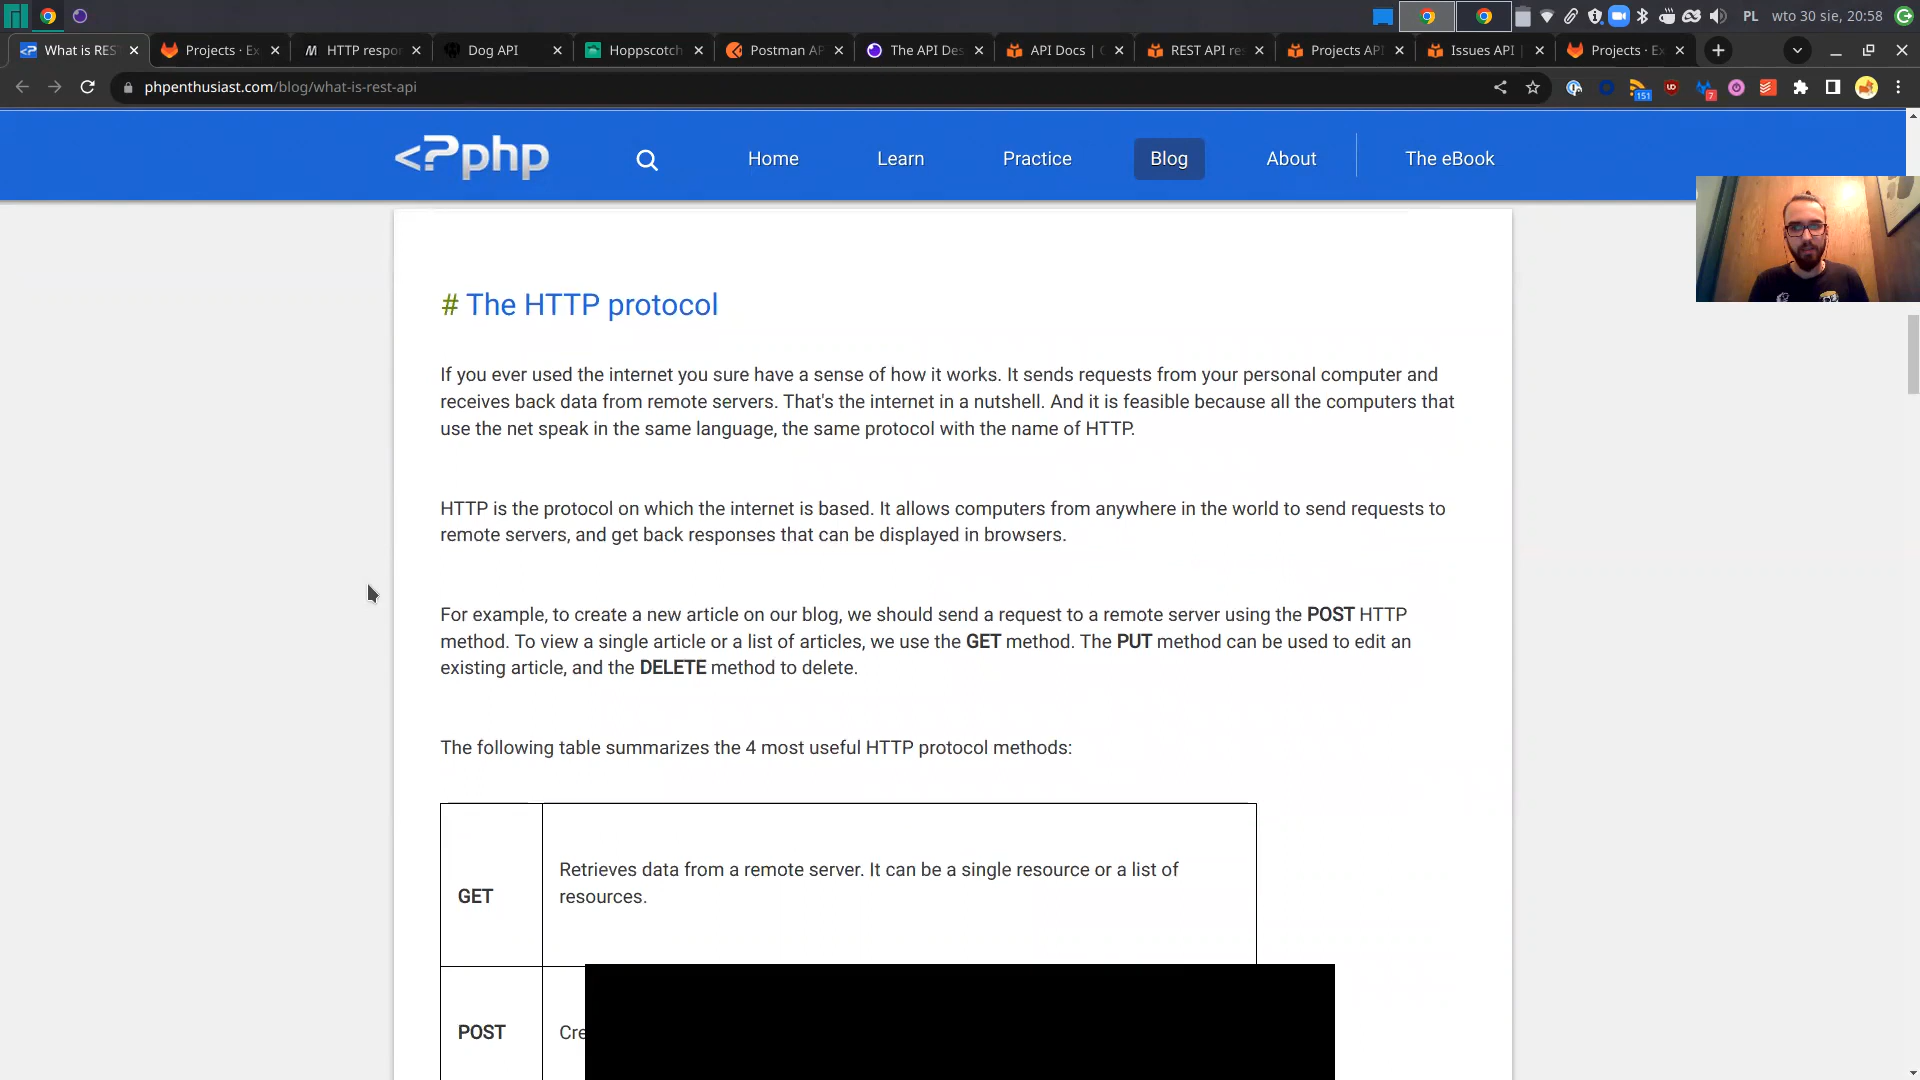 PL
wto 30 sie, 20:58
What is RES
Projects · Ex
HTTP respon
Dog API
Hoppscotch
Postman AP
The API Des
API Docs |
REST API re
Projects API
Issues API |
Projects · Ex
phpenthusiast.com/blog/what-is-rest-api
151
7
<?php
Home
Learn
Practice
Blog
About
The eBook
# The HTTP protocol
If you ever used the internet you sure have a sense of how it works. It sends requests from your personal computer and
receives back data from remote servers. That's the internet in a nutshell. And it is feasible because all the computers that
use the net speak in the same language, the same protocol with the name of HTTP.
HTTP is the protocol on which the internet is based. It allows computers from anywhere in the world to send requests to
remote servers, and get back responses that can be displayed in browsers.
For example, to create a new article on our blog, we should send a request to a remote server using the POST HTTP
method. To view a single article or a list of articles, we use the GET method. The PUT method can be used to edit an
existing article, and the DELETE method to delete.
The following table summarizes the 4 most useful HTTP protocol methods:
GET
Retrieves data from a remote server. It can be a single resource or a list of
resources.
POST
Cre